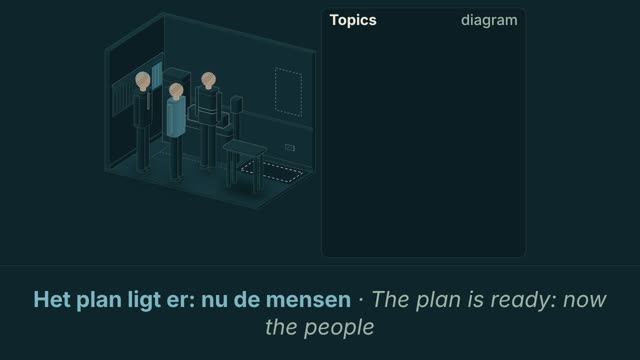 Topics
diagram
Het plan ligt er: nu de mensen · The plan is ready: now
the people